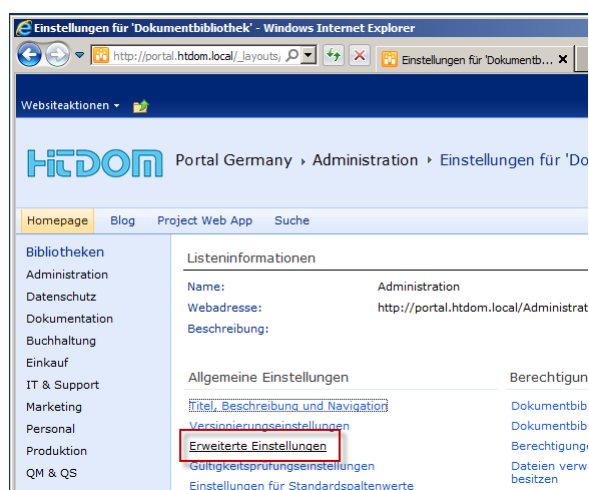 Einstellungen für 'Dokumentbibliothek' - Windows Internet Explorer
http://portal.htdom.local/_layouts/
Einstellungen für 'Dokumentb...
Websiteaktionen
HTDOM
Portal Germany
Administration
Einstellungen für 'Do
Homepage
Blog
Project Web App
Suche
Bibliotheken
Administration
Datenschutz
Dokumentation
Buchhaltung
Einkauf
IT & Support
Marketing
Personal
Produktion
QM & QS
Listeninformationen
Name: Administration
Webadresse: http://portal.htdom.local/Administrat
Beschreibung:
Allgemeine Einstellungen
Titel, Beschreibung und Navigation
Versionierungseinstellungen
Erweiterte Einstellungen
Gültigkeitsprüfungseinstellungen
Einstellungen für Standardspaltenwerte
Berechtigun
Dokumentbib
Dokumentbib
Berechtigunge
Dateien verwa
besitzen